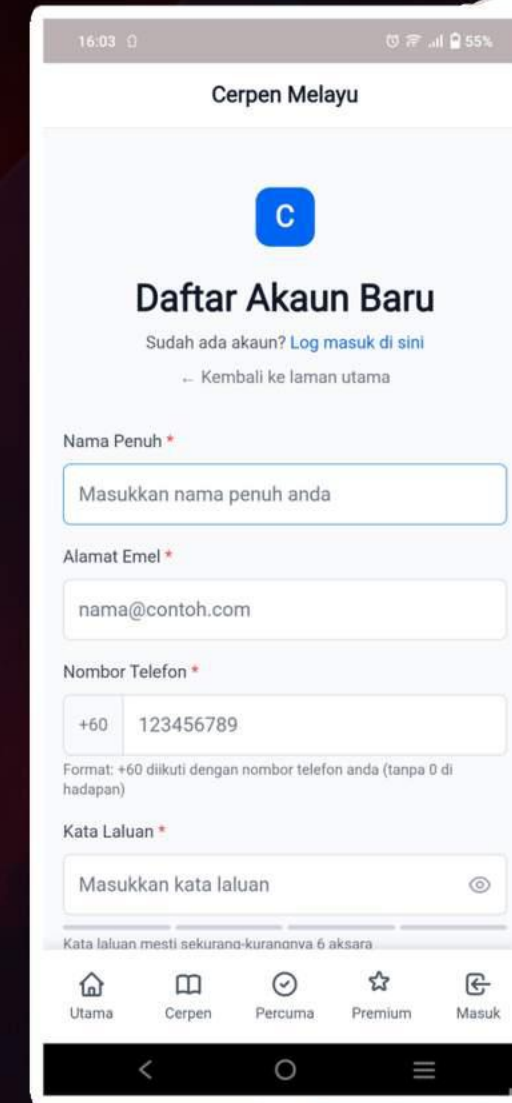 16:03
55%
Cerpen Melayu
C
Daftar Akaun Baru
Sudah ada akaun? Log masuk di sini
← Kembali ke laman utama
Nama Penuh *
Masukkan nama penuh anda
Alamat Emel *
nama@contoh.com
Nombor Telefon *
+60 123456789
Format: +60 diikuti dengan nombor telefon anda (tanpa 0 di
hadapan)
Kata Laluan *
Masukkan kata laluan
Kata laluan mesti sekurang-kurangnya 6 aksara
Utama Cerpen Percuma Premium Masuk